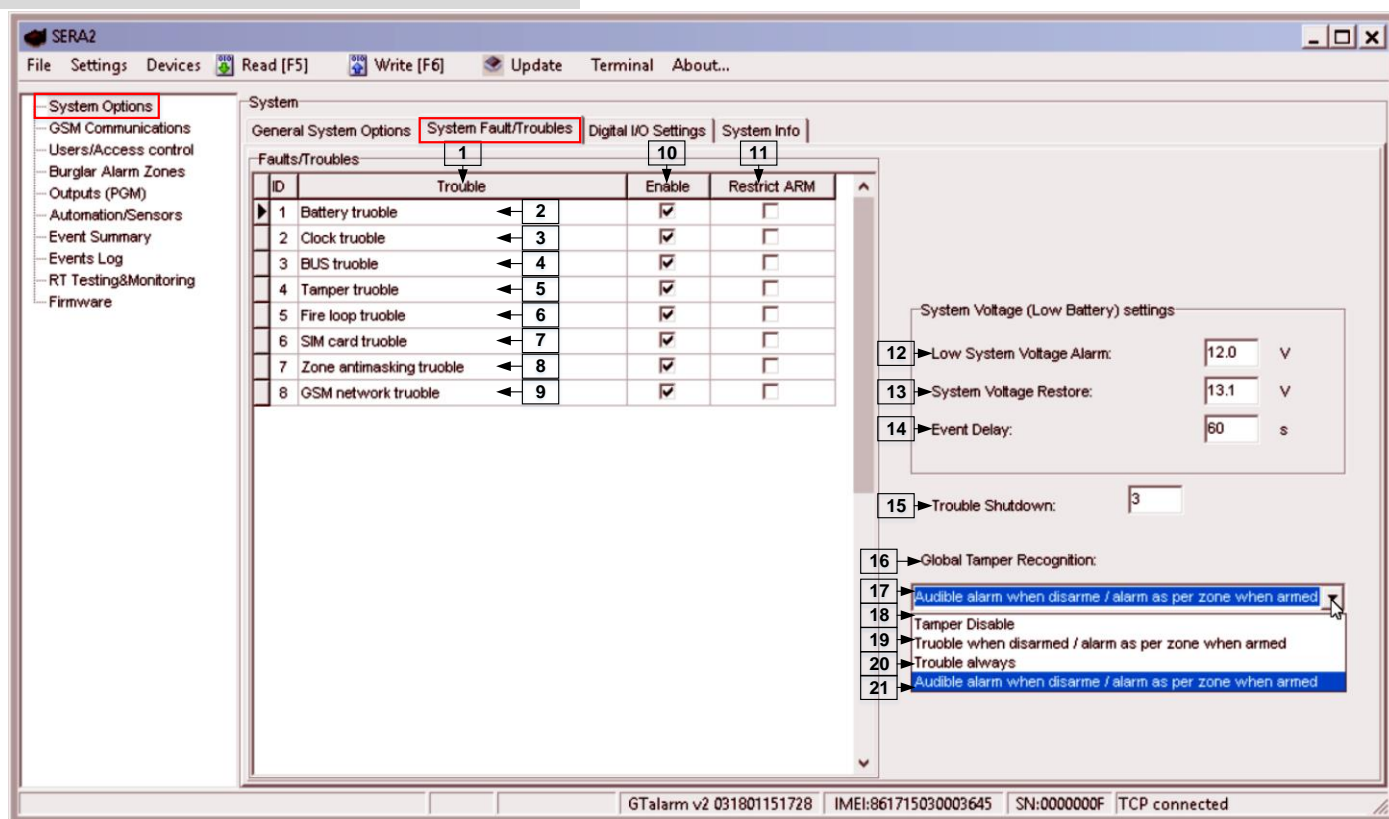 SERA2
File Settings Devices Read [F5] Write [F6] Update Terminal About...
System Options
GSM Communications
Users/Access control
Burglar Alarm Zones
Outputs (PGM)
Automation/Sensors
Event Summary
Events Log
RT Testing&Monitoring
Firmware
System
General System Options System Fault/Troubles Digital I/O Settings System Info
Faults/Troubles 1 10 11
ID Trouble Enable Restrict ARM
1 Battery truoble 2
2 Clock truoble 3
3 BUS truoble 4
4 Tamper truoble 5
5 Fire loop truoble 6
6 SIM card truoble 7
7 Zone antimasking truoble 8
8 GSM network truoble 9
System Voltage (Low Battery) settings
12 Low System Voltage Alarm: 12.0 V
13 System Voltage Restore: 13.1 V
14 Event Delay: 60 s
15 Trouble Shutdown: 3
16 Global Tamper Recognition:
17 Audible alarm when disarme / alarm as per zone when armed
18 Tamper Disable
19 Truoble when disarmed / alarm as per zone when armed
20 Trouble always
21 Audible alarm when disarme / alarm as per zone when armed
GTalarm v2 031801151728 IMEI:861715030003645 SN:0000000F TCP connected